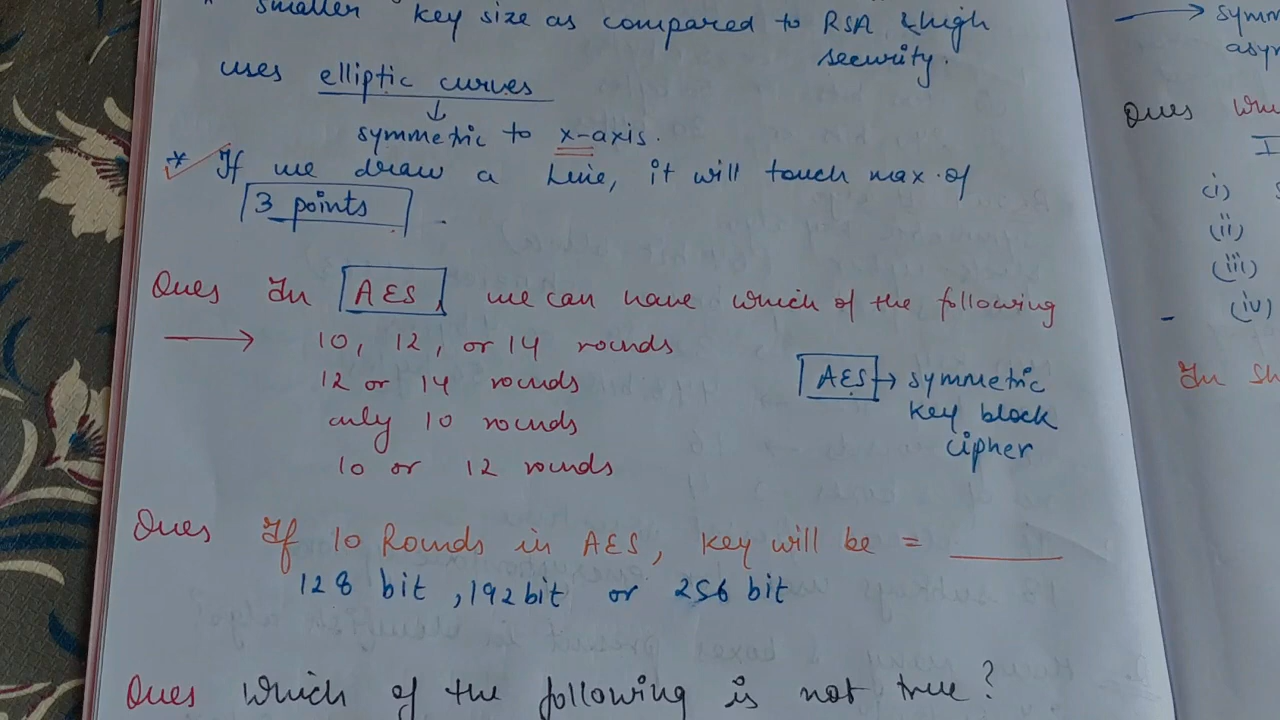 * smaller key size as compared to RSA & high
security.
uses elliptic curves
↓
symmetric to x-axis.
* If we draw a Line, it will touch max. of
3 points.
Ques In AES, we can have which of the following
→ 10, 12, or 14 rounds
12 or 14 rounds
only 10 rounds
10 or 12 rounds
AES → symmetric
key block
cipher
Ques If 10 Rounds in AES, key will be = ______
128 bit, 192 bit or 256 bit
Ques Which of the following is not true?
→ symm
asym
Ques
(i)
(ii)
(iii)
- (iv)
In Sh